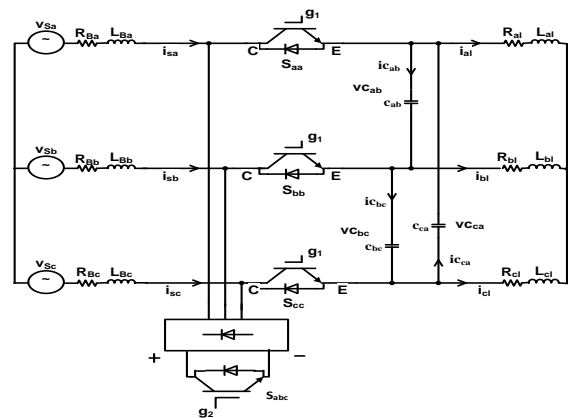 vSa RBa LBa isa g1 C E Saa ial Ral Lal
~
icab
vCab cab
vSb RBb LBb isb g1 C E Sbb ibl Rbl Lbl
~
icbc
vCbc cbc cca vCca
icca
vSc RBc LBc isc g1 C E Scc icl Rcl Lcl
~
+ −
Sabc
g2